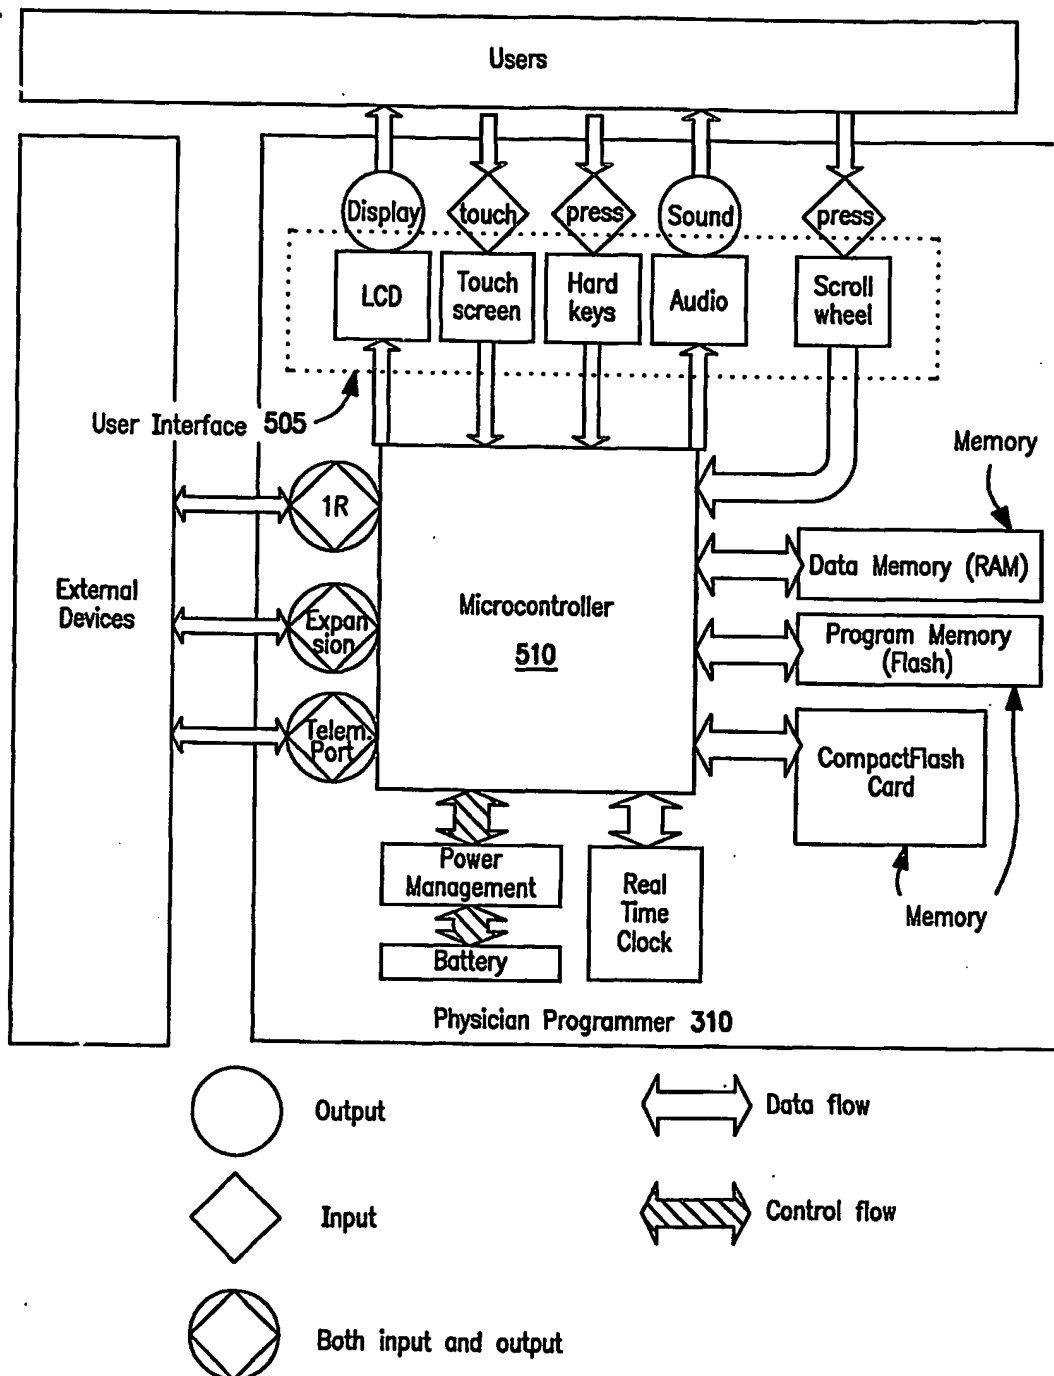 Users
Display
touch
press
Sound
press
LCD
Touch
screen
Hard
keys
Audio
Scroll
wheel
User Interface 505
Memory
1R
External
Devices
Expan
sion
Telem.
Port
Microcontroller
510
Data Memory (RAM)
Program Memory
(Flash)
CompactFlash
Card
Memory
Power
Management
Battery
Real
Time
Clock
Physician Programmer 310
Output
Data flow
Input
Control flow
Both input and output